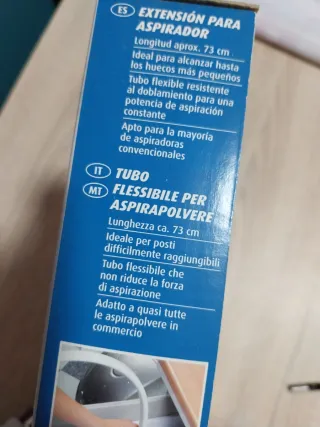 ES EXTENSIÓN PARA
ASPIRADOR
Longitud aprox. 73 cm
Ideal para alcanzar hasta
los huecos más pequeños
Tubo flexible resistente
al doblamiento para una
potencia de aspiración
constante
Apto para la mayoría
de aspiradoras
convencionales
IT TUBO
MT FLESSIBILE PER
ASPIRAPOLVERE
Lunghezza ca. 73 cm
Ideale per posti
difficilmente raggiungibili
Tubo flessibile che
non riduce la forza
di aspirazione
Adatto a quasi tutte
le aspirapolvere in
commercio